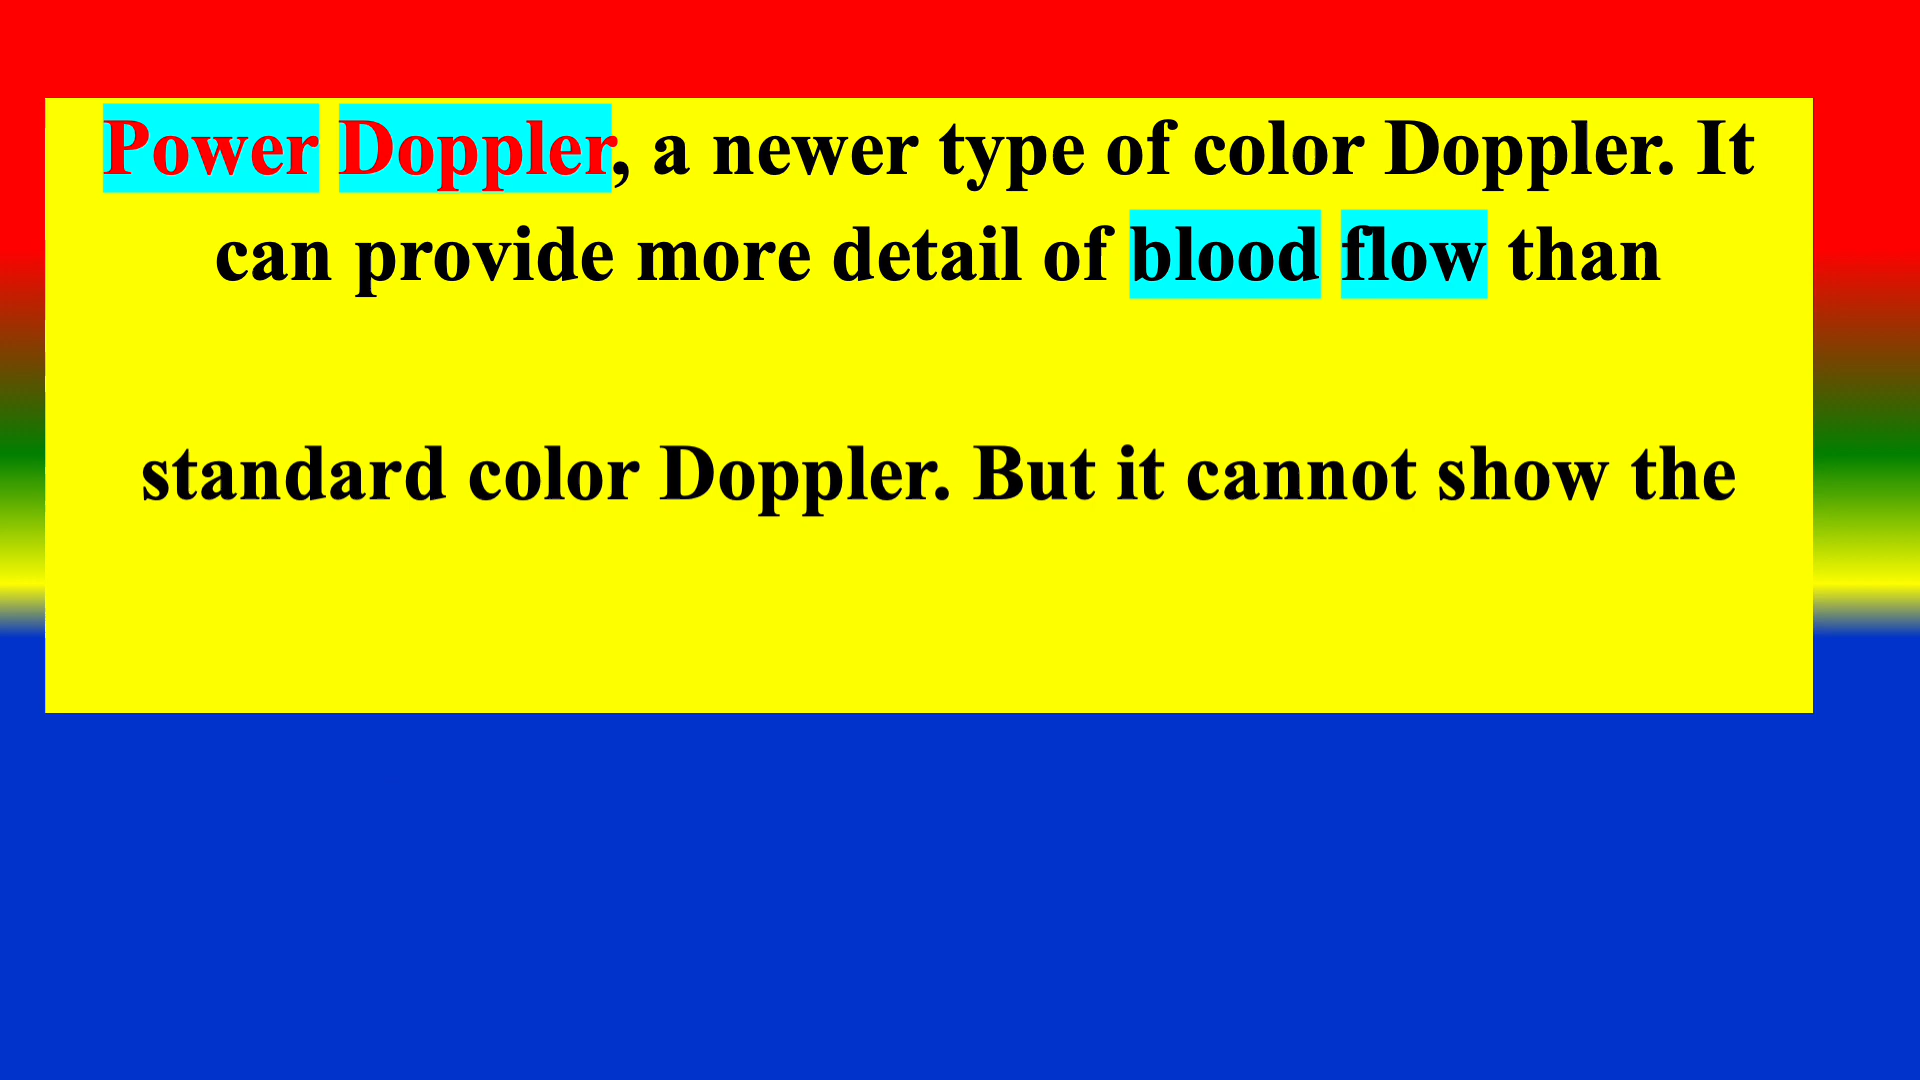 Power Doppler, a newer type of color Doppler. It
can provide more detail of blood flow than
standard color Doppler. But it cannot show the